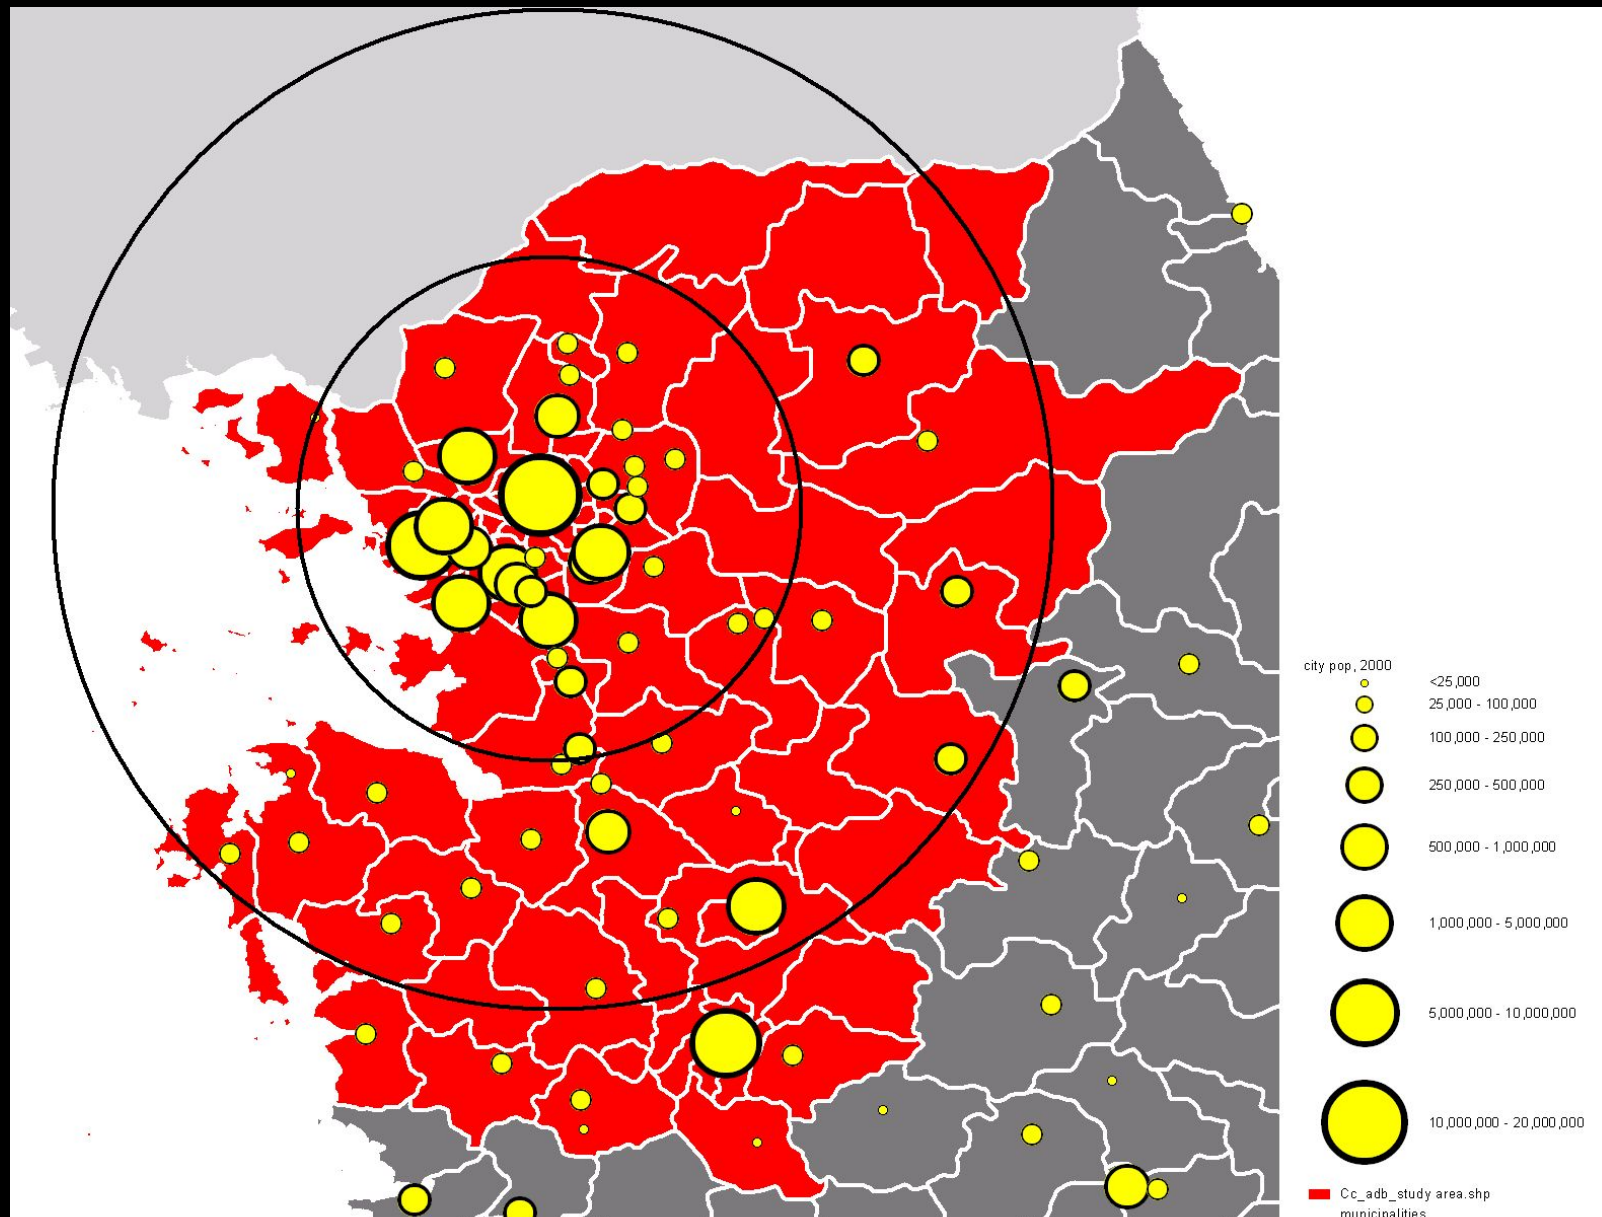 city pop, 2000
<25,000
25,000 - 100,000
100,000 - 250,000
250,000 - 500,000
500,000 - 1,000,000
1,000,000 - 5,000,000
5,000,000 - 10,000,000
10,000,000 - 20,000,000
Cc_adb_study area.shp
municipalities